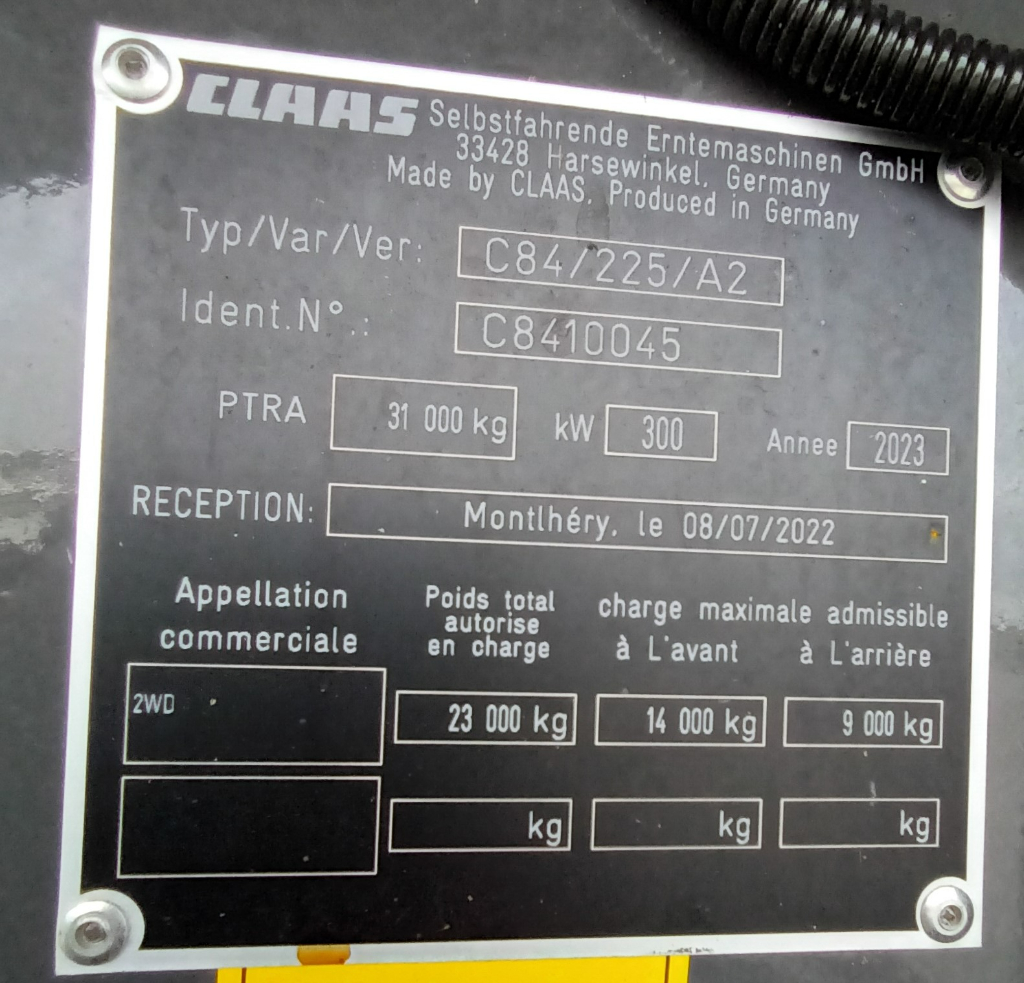 CLAAS Selbstfahrende Erntemaschinen GmbH
33428 Harsewinkel, Germany
Made by CLAAS, Produced in Germany
Typ/Var/Ver: C84/225/A2
Ident.N°.: C8410045
PTRA 31 000 kg kW 300 Annee 2023
RECEPTION: Montlhéry, le 08/07/2022
Appellation commerciale
Poids total autorise en charge
charge maximale admissible
à L'avant à L'arrière
2WD 23 000 kg 14 000 kg 9 000 kg
kg kg kg